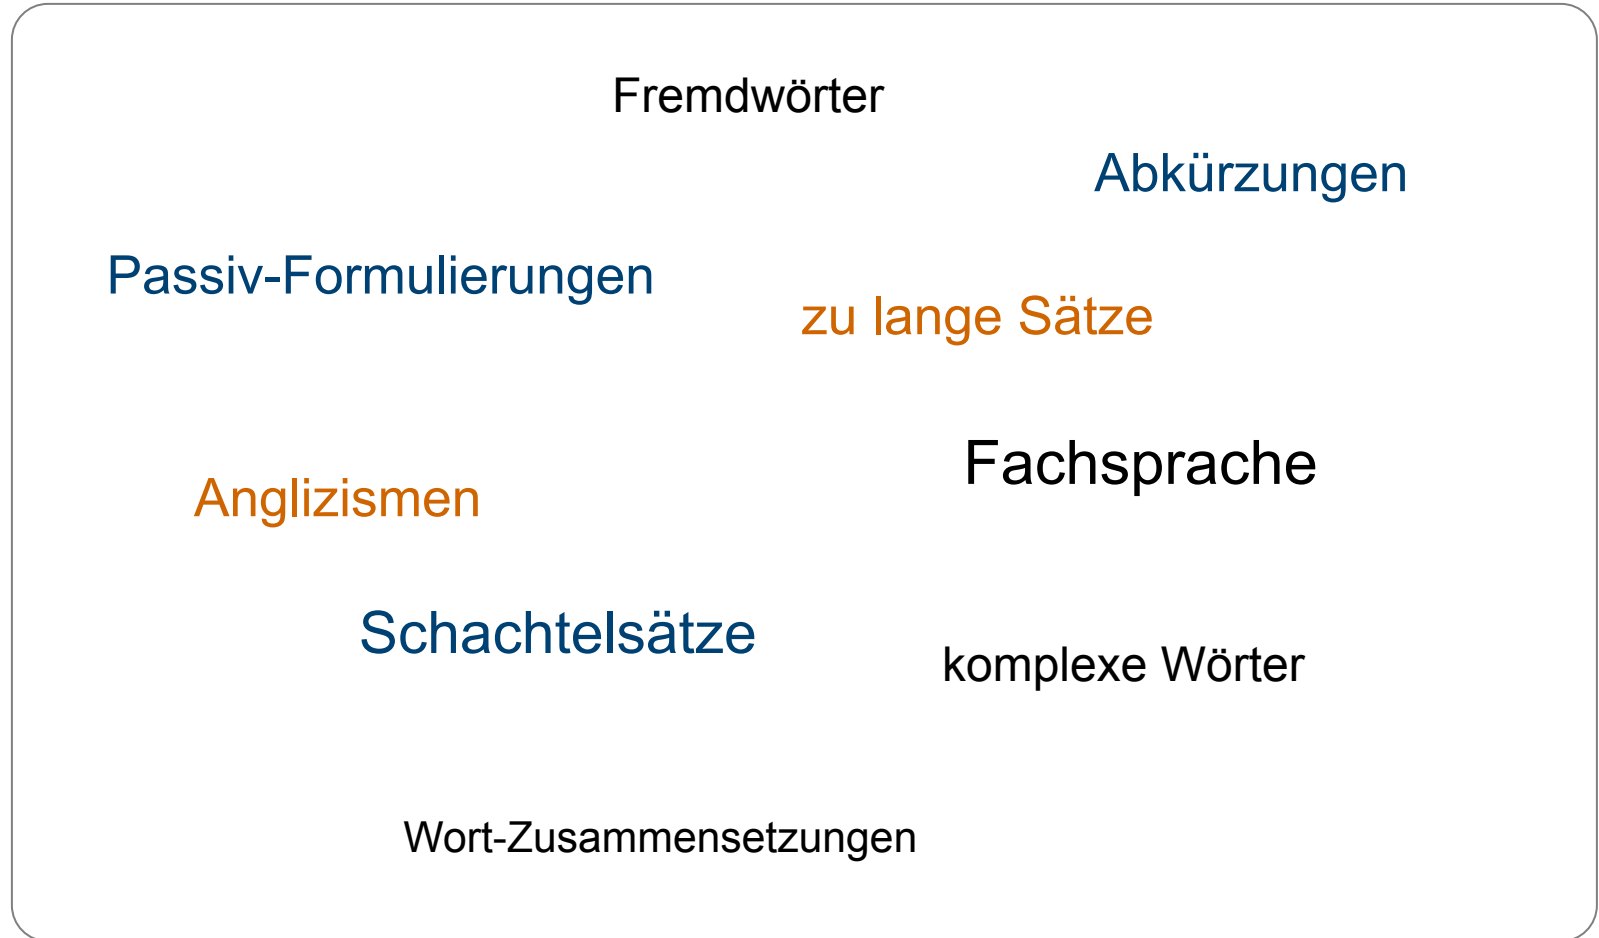 Fremdwörter
Abkürzungen
Passiv-Formulierungen
zu lange Sätze
Fachsprache
Anglizismen
Schachtelsätze
komplexe Wörter
Wort-Zusammensetzungen